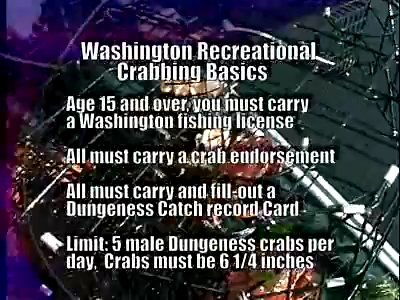 Washington Recreational
Crabbing Basics
Age 15 and over, you must carry
a Washington fishing license
All must carry a crab endorsement
All must carry and fill-out a
Dungeness Catch record Card
Limit: 5 male Dungeness crabs per
day, Crabs must be 6 1/4 inches